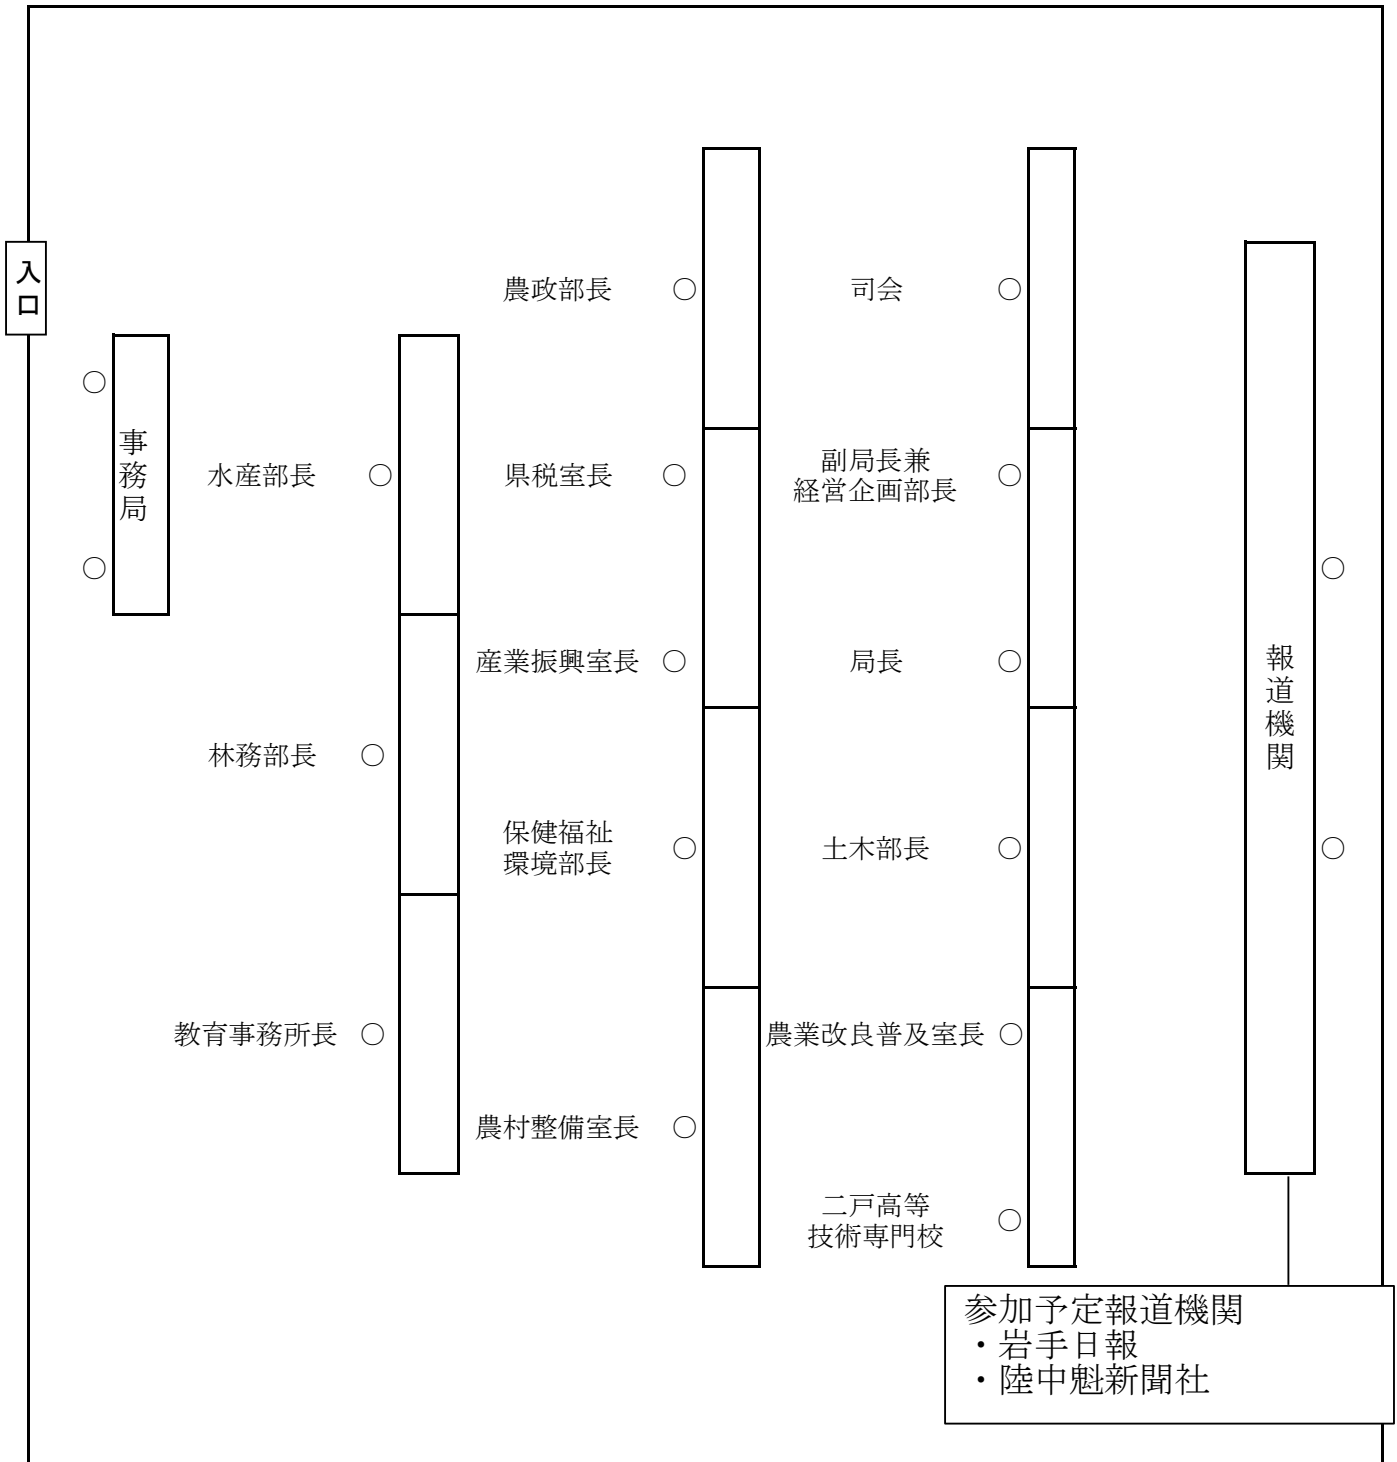 入口
農政部長 ○
司会 ○
○
事務局
○
水産部長 ○
県税室長 ○
副局長兼
経営企画部長 ○
産業振興室長 ○
局長 ○
林務部長 ○
保健福祉
環境部長 ○
土木部長 ○
教育事務所長 ○
農業改良普及室長 ○
農村整備室長 ○
二戸高等
技術専門校 ○
報道機関
○
○
参加予定報道機関
・岩手日報
・陸中魁新聞社